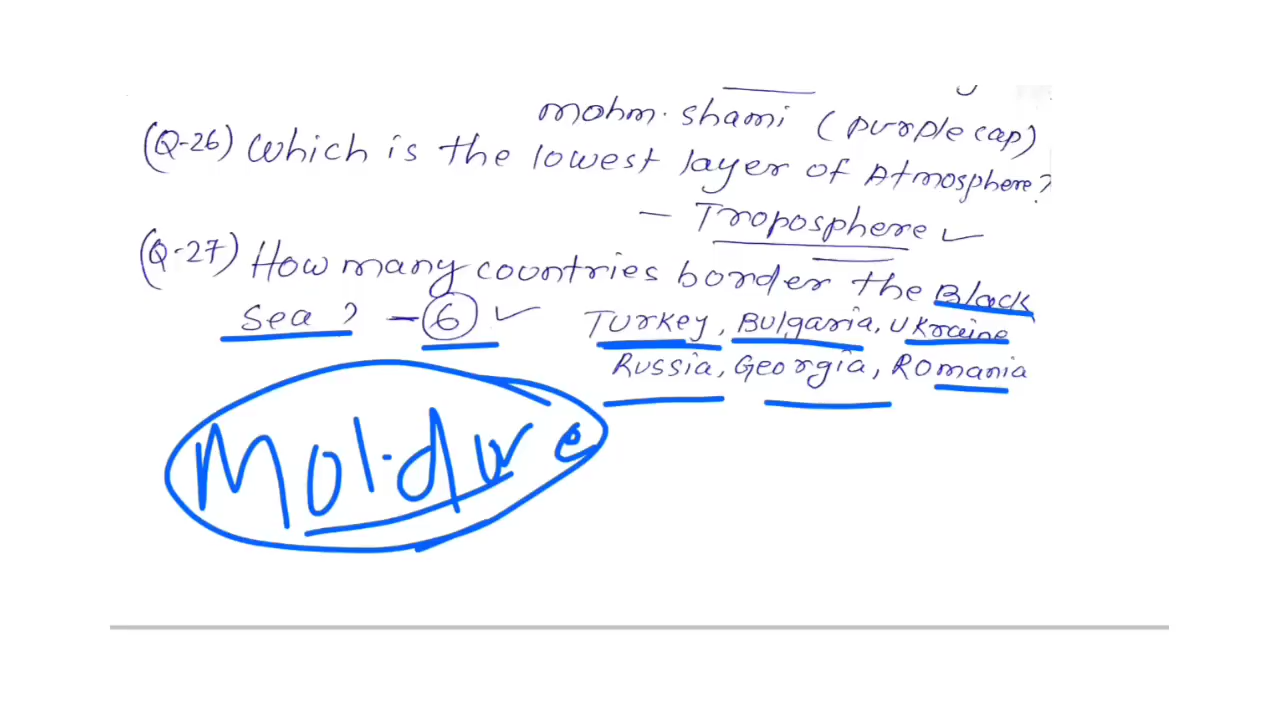 mohm. shami (purple cap)
(Q-26) Which is the lowest layer of Atmosphere?
- Troposphere
(Q-27) How many countries border the Black
Sea? - 6 Turkey, Bulgaria, Ukraine
Russia, Georgia, Romania